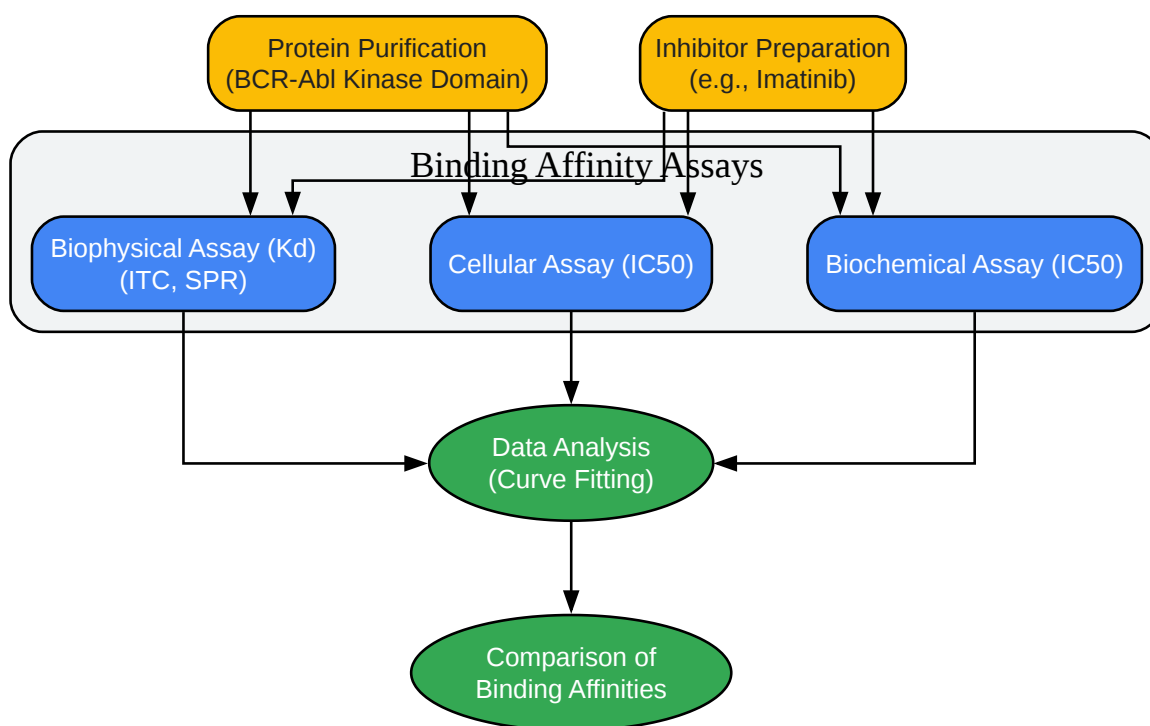 Protein Purification
(BCR-Abl Kinase Domain)
Inhibitor Preparation
(e.g., Imatinib)
Binding Affinity Assays
Biophysical Assay (Kd)
(ITC, SPR)
Cellular Assay (IC50)
Biochemical Assay (IC50)
Data Analysis
(Curve Fitting)
Comparison of
Binding Affinities